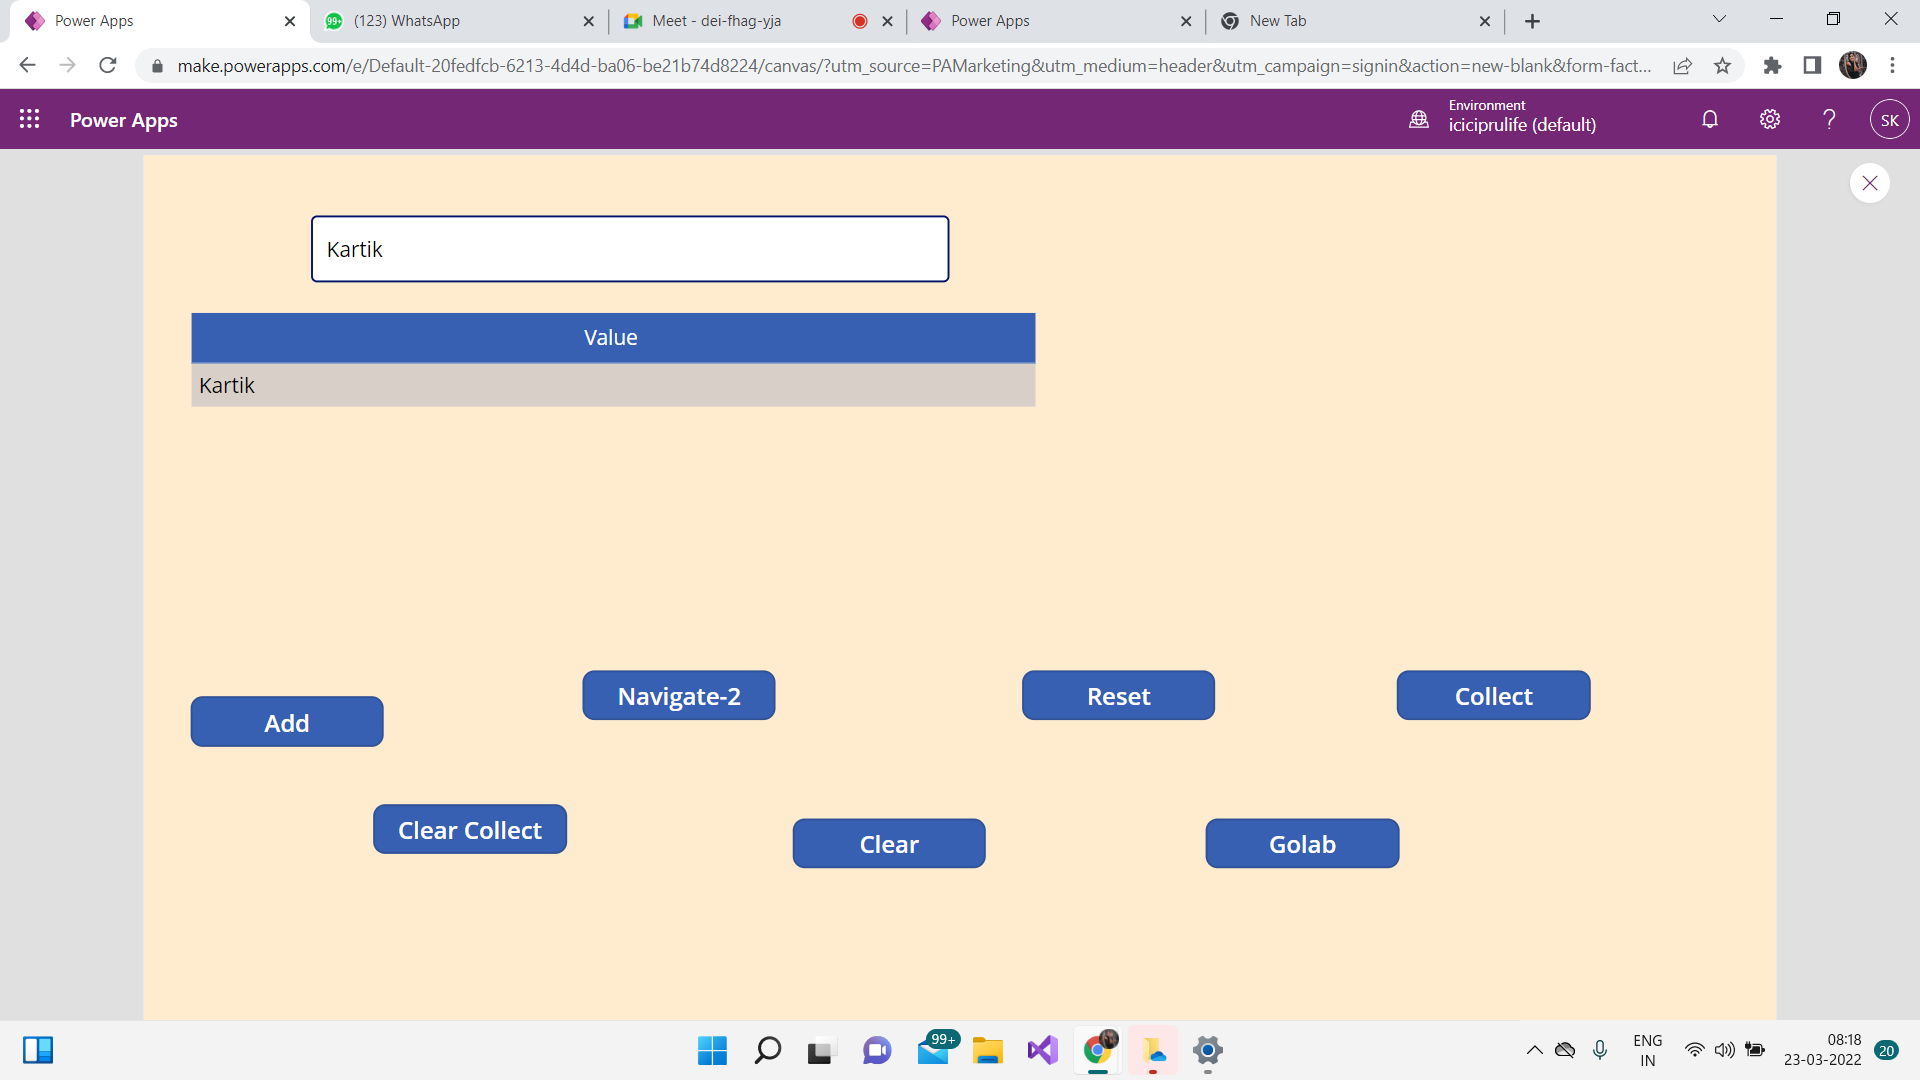 Power Apps
99+ (123) WhatsApp
Meet - dei-fhag-yja
Power Apps
New Tab
make.powerapps.com/e/Default-20fedfcb-6213-4d4d-ba06-be21b74d8224/canvas/?utm_source=PAMarketing&utm_medium=header&utm_campaign=signin&action=new-blank&form-fact...
Power Apps
Environment
iciciprulife (default)
SK
Kartik
Value
Kartik
Navigate-2
Reset
Collect
Add
Clear Collect
Clear
Golab
99+
ENG
IN
08:18
23-03-2022
20